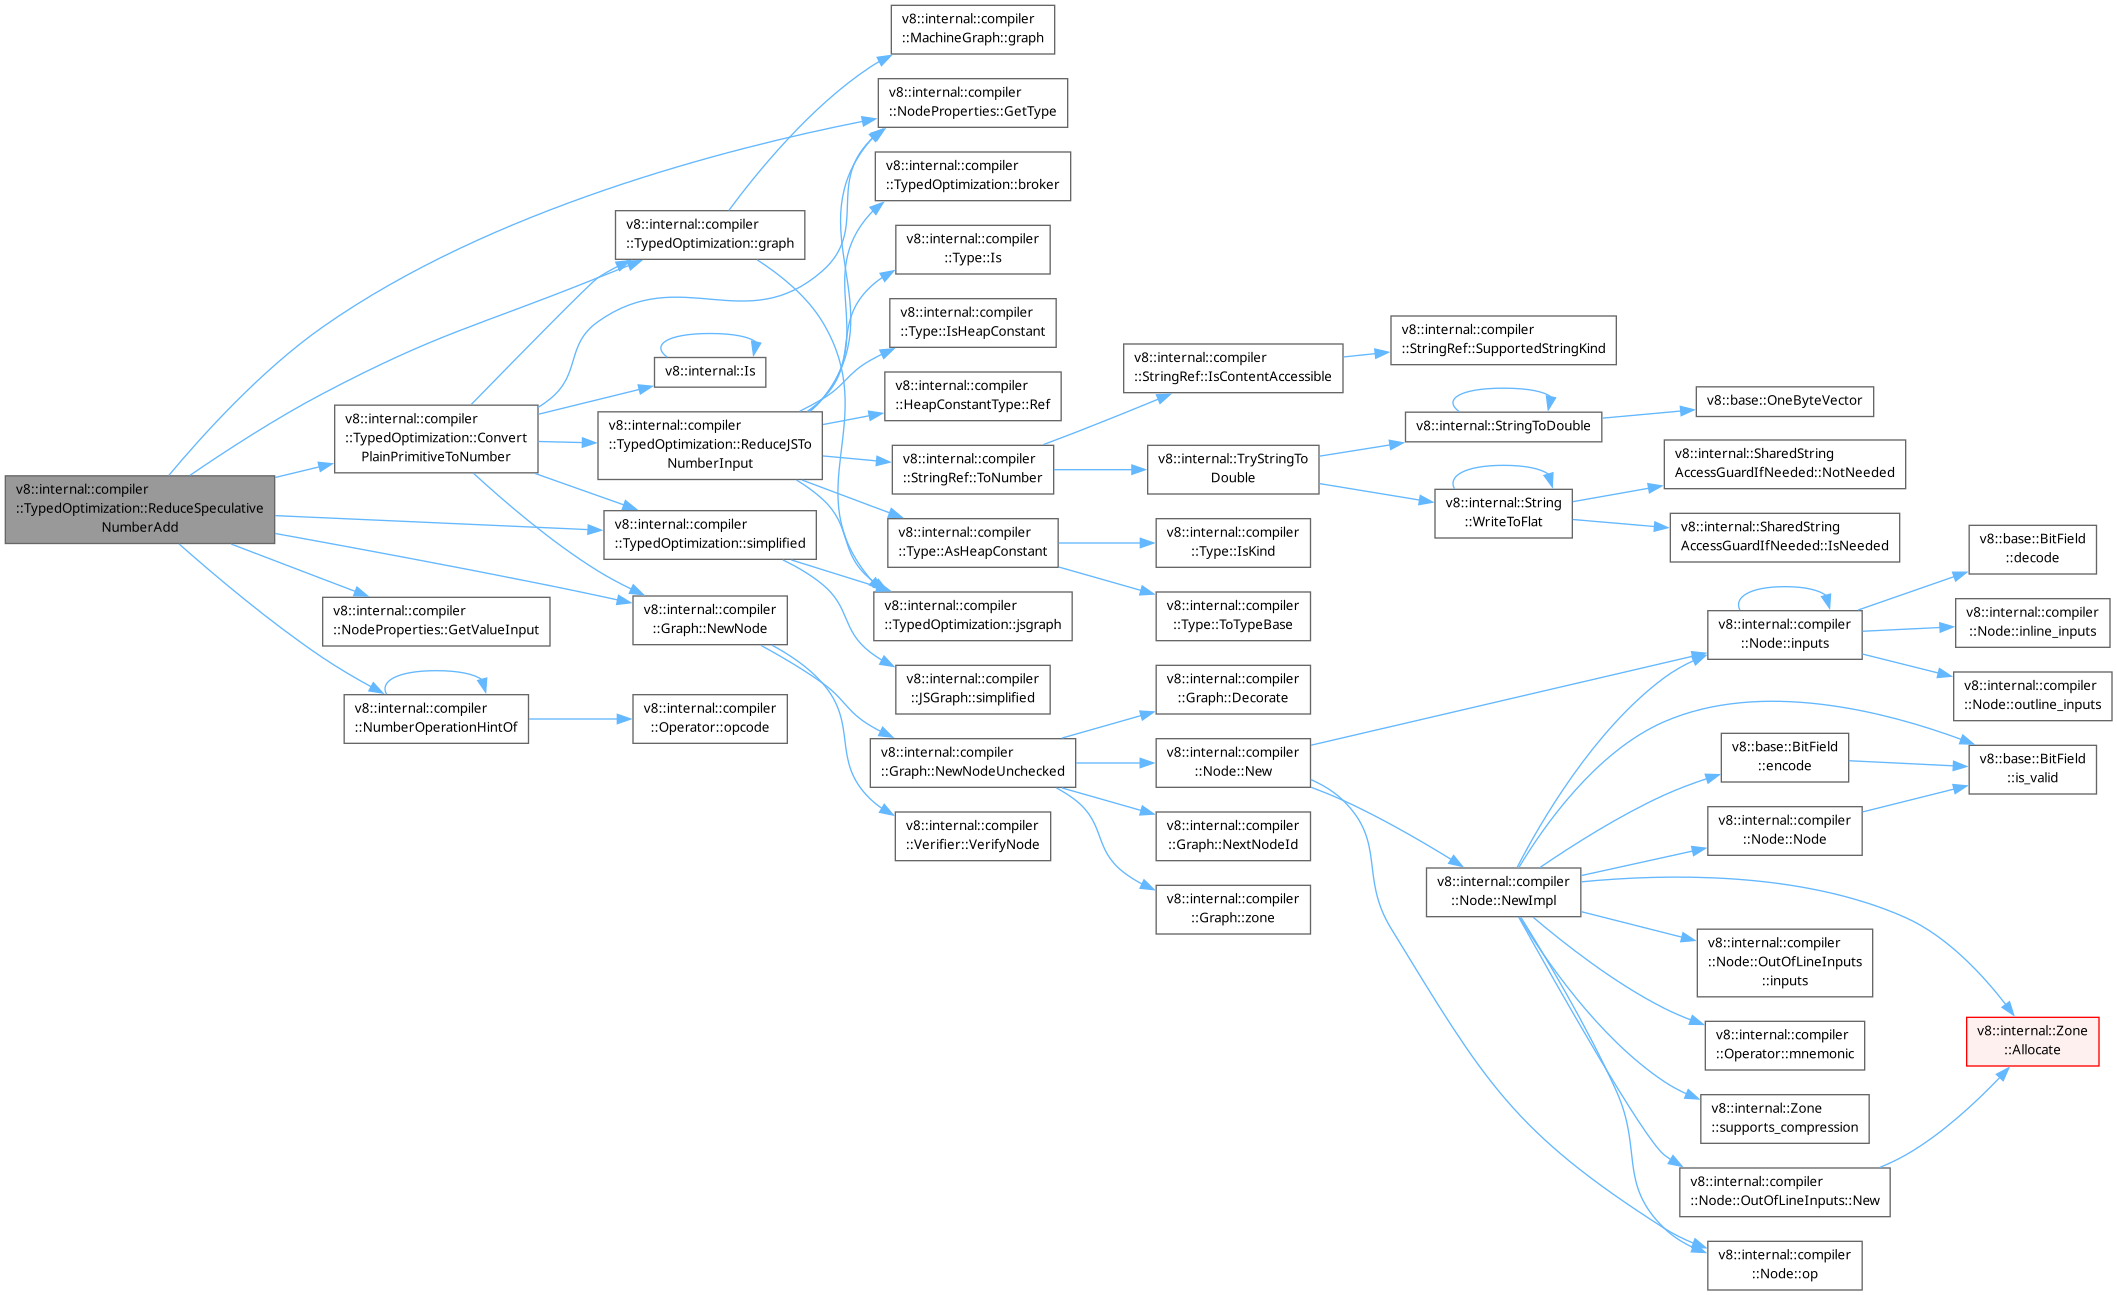 v8::internal::compiler
::TypedOptimization::ReduceSpeculative
NumberAdd
v8::internal::compiler
::TypedOptimization::Convert
PlainPrimitiveToNumber
v8::internal::compiler
::NodeProperties::GetValueInput
v8::internal::compiler
::NumberOperationHintOf
v8::internal::compiler
::TypedOptimization::graph
v8::internal::Is
v8::internal::compiler
::TypedOptimization::ReduceJSTo
NumberInput
v8::internal::compiler
::TypedOptimization::simplified
v8::internal::compiler
::Graph::NewNode
v8::internal::compiler
::Operator::opcode
v8::internal::compiler
::MachineGraph::graph
v8::internal::compiler
::NodeProperties::GetType
v8::internal::compiler
::TypedOptimization::broker
v8::internal::compiler
::Type::Is
v8::internal::compiler
::Type::IsHeapConstant
v8::internal::compiler
::HeapConstantType::Ref
v8::internal::compiler
::StringRef::ToNumber
v8::internal::compiler
::Type::AsHeapConstant
v8::internal::compiler
::TypedOptimization::jsgraph
v8::internal::compiler
::JSGraph::simplified
v8::internal::compiler
::Graph::NewNodeUnchecked
v8::internal::compiler
::Verifier::VerifyNode
v8::internal::compiler
::StringRef::IsContentAccessible
v8::internal::TryStringTo
Double
v8::internal::compiler
::Type::IsKind
v8::internal::compiler
::Type::ToTypeBase
v8::internal::compiler
::Graph::Decorate
v8::internal::compiler
::Node::New
v8::internal::compiler
::Graph::NextNodeId
v8::internal::compiler
::Graph::zone
v8::internal::compiler
::StringRef::SupportedStringKind
v8::internal::StringToDouble
v8::internal::String
::WriteToFlat
v8::internal::compiler
::Node::NewImpl
v8::base::OneByteVector
v8::internal::SharedString
AccessGuardIfNeeded::NotNeeded
v8::internal::SharedString
AccessGuardIfNeeded::IsNeeded
v8::internal::compiler
::Node::inputs
v8::base::BitField
::encode
v8::internal::compiler
::Node::Node
v8::internal::compiler
::Node::OutOfLineInputs
::inputs
v8::internal::compiler
::Operator::mnemonic
v8::internal::Zone
::supports_compression
v8::internal::compiler
::Node::OutOfLineInputs::New
v8::internal::compiler
::Node::op
v8::base::BitField
::decode
v8::internal::compiler
::Node::inline_inputs
v8::internal::compiler
::Node::outline_inputs
v8::base::BitField
::is_valid
v8::internal::Zone
::Allocate